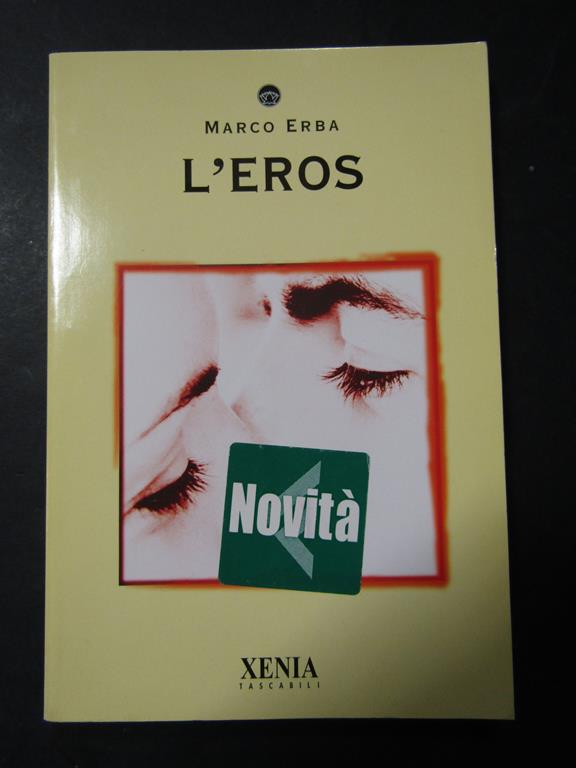 MARCO ERBA
L'EROS
Novità
XENIA
TASCABILI